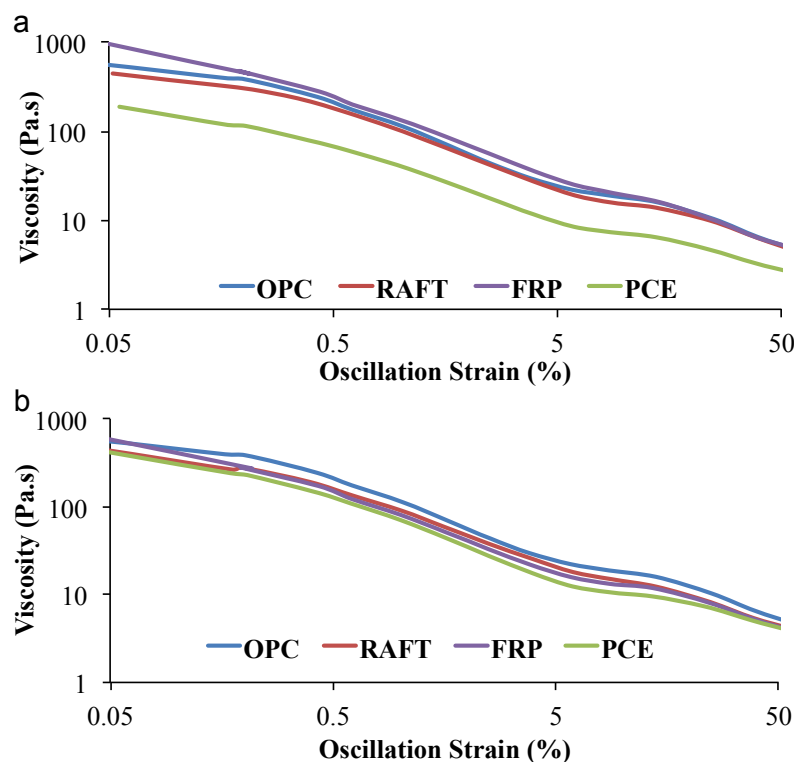 a
1000
100
10
1
Viscosity (Pa.s)
OPC RAFT FRP PCE
0.05 0.5 5 50
Oscillation Strain (%)
b
1000
100
10
1
Viscosity (Pa.s)
OPC RAFT FRP PCE
0.05 0.5 5 50
Oscillation Strain (%)